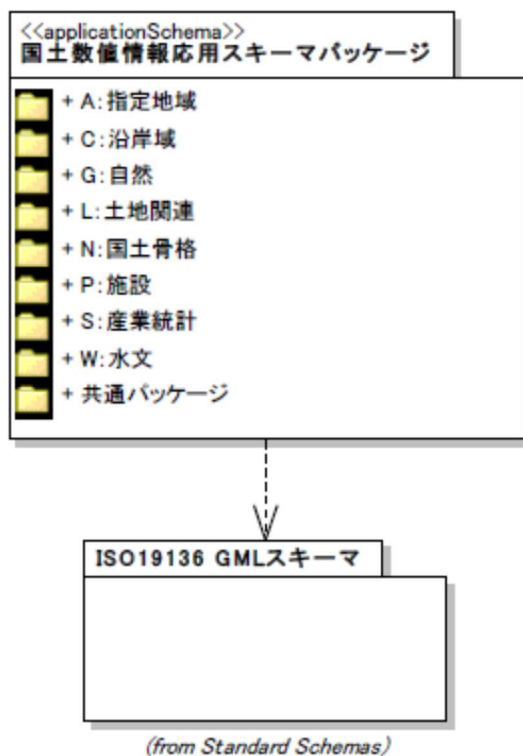 <<applicationSchema>>
国土数値情報応用スキーマパッケージ
+ A:指定地域
+ C:沿岸域
+ G:自然
+ L:土地関連
+ N:国土骨格
+ P:施設
+ S:産業統計
+ W:水文
+ 共通パッケージ
ISO19136 GMLスキーマ
(from Standard Schemas)